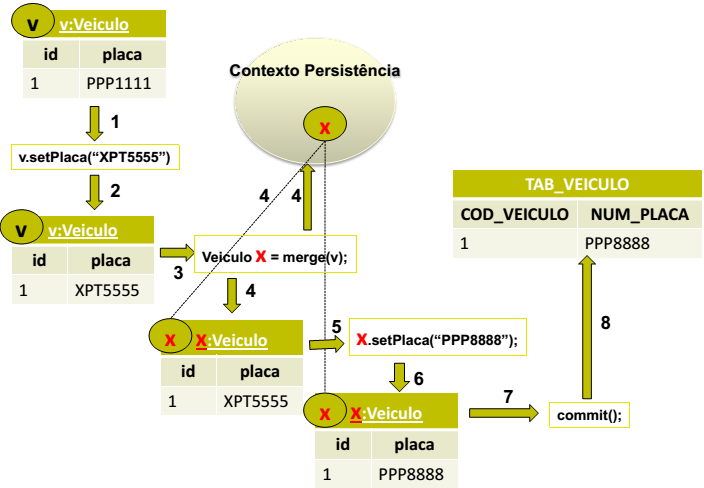 v v:Veiculo
id placa
1 PPP1111
1
v.setPlaca(“XPT5555”)
2
v v:Veiculo
id placa
1 XPT5555
3
Contexto Persistência
X
4 4
Veiculo X = merge(v);
4
X X:Veiculo
id placa
1 XPT5555
5
X.setPlaca(“PPP8888”);
6
X X:Veiculo
id placa
1 PPP8888
7
commit();
8
TAB_VEICULO
COD_VEICULO NUM_PLACA
1 PPP8888